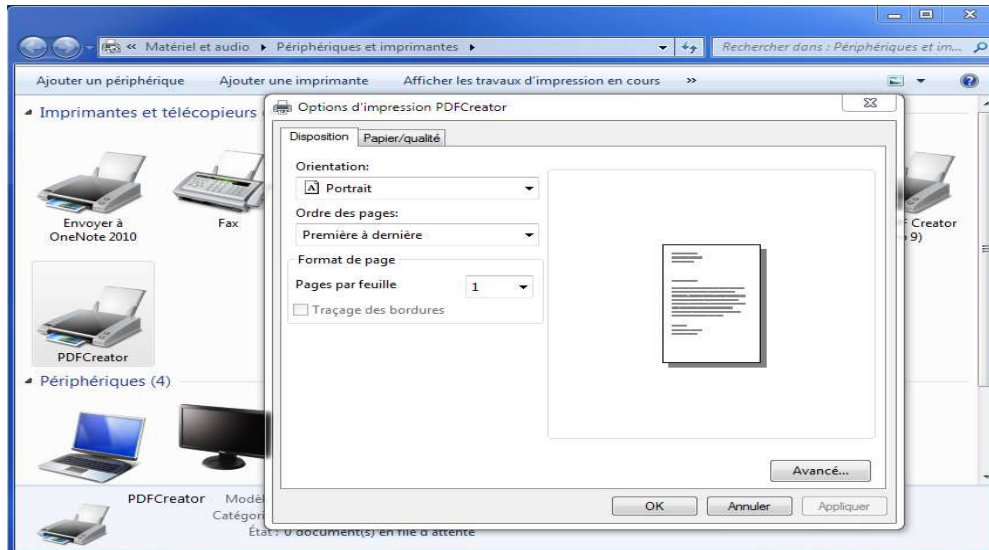 « Matériel et audio ▸ Périphériques et imprimantes ▸
Rechercher dans : Périphériques et im...
Ajouter un périphérique Ajouter une imprimante Afficher les travaux d'impression en cours »
Imprimantes et télécopieurs
Options d'impression PDFCreator
Disposition Papier/qualité
Orientation:
Portrait
Ordre des pages:
Première à dernière
Format de page
Pages par feuille 1
Traçage des bordures
Envoyer à
OneNote 2010
Fax
Creator
9)
PDFCreator
Périphériques (4)
Avancé...
OK Annuler Appliquer
PDFCreator Modèl
Catégori
État : 0 document(s) en file d'attente